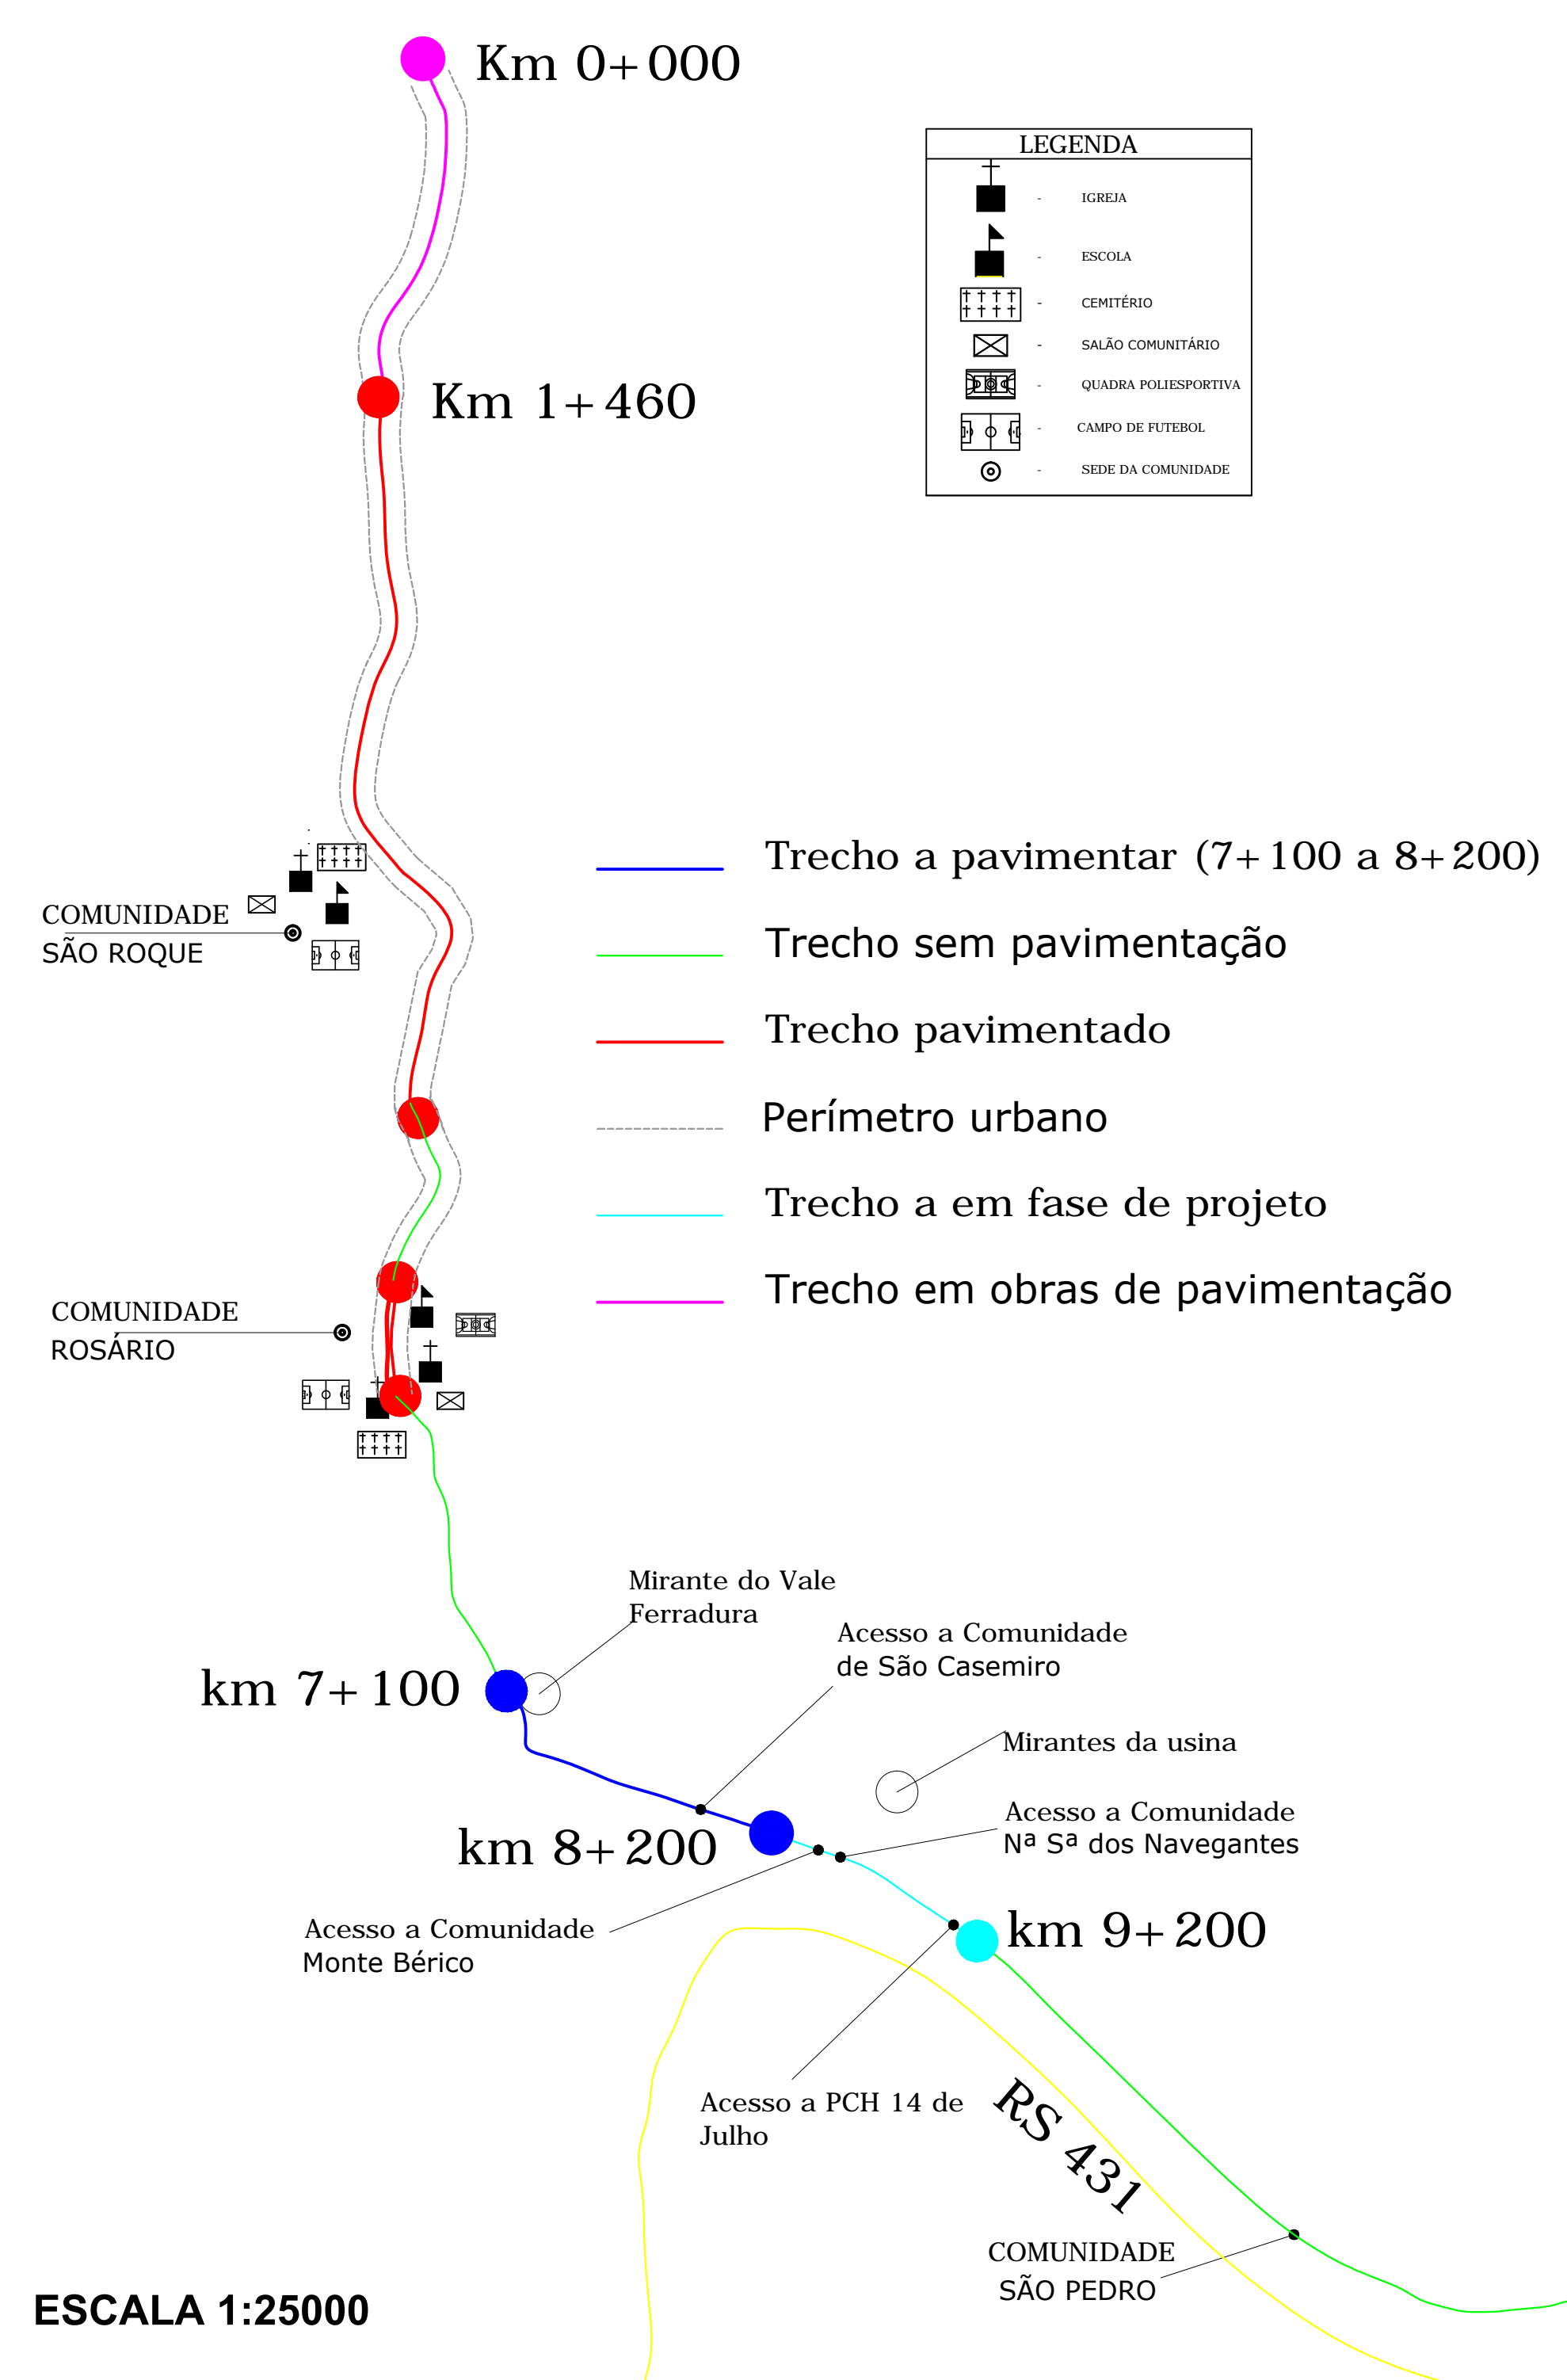 Km 0+000
LEGENDA
- IGREJA
- ESCOLA
- CEMITÉRIO
- SALÃO COMUNITÁRIO
- QUADRA POLIESPORTIVA
- CAMPO DE FUTEBOL
- SEDE DA COMUNIDADE
Km 1+460
Trecho a pavimentar (7+100 a 8+200)
Trecho sem pavimentação
Trecho pavimentado
Perímetro urbano
Trecho a em fase de projeto
Trecho em obras de pavimentação
COMUNIDADE
SÃO ROQUE
COMUNIDADE
ROSÁRIO
Mirante do Vale
Ferradura
Acesso a Comunidade
de São Casemiro
km 7+100
Mirantes da usina
Acesso a Comunidade
Nª Sª dos Navegantes
km 8+200
Acesso a Comunidade
Monte Bérico
km 9+200
Acesso a PCH 14 de
Julho
RS 431
COMUNIDADE
SÃO PEDRO
ESCALA 1:25000